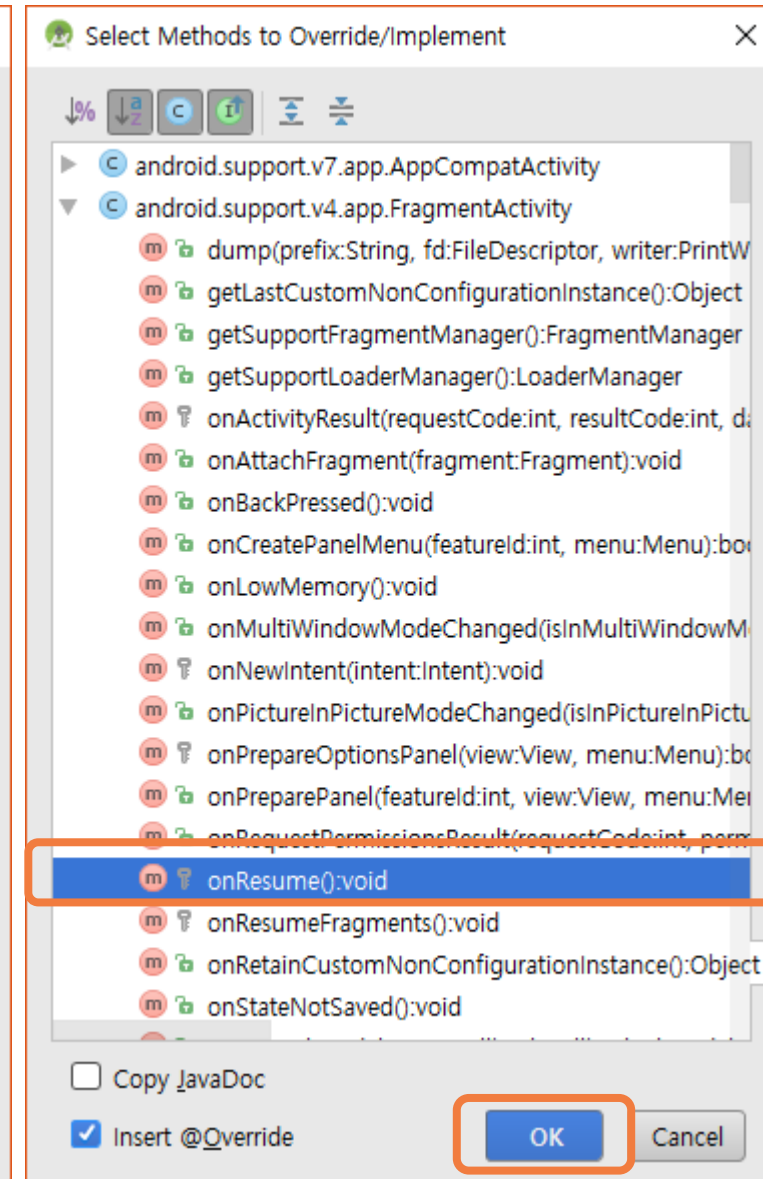 Select Methods to Override/Implement
android.support.v7.app.AppCompatActivity
android.support.v4.app.FragmentActivity
dump(prefix:String, fd:FileDescriptor, writer:PrintW
getLastCustomNonConfigurationInstance():Object
getSupportFragmentManager():FragmentManager
getSupportLoaderManager():LoaderManager
onActivityResult(requestCode:int, resultCode:int, da
onAttachFragment(fragment:Fragment):void
onBackPressed():void
onCreatePanelMenu(featureId:int, menu:Menu):boo
onLowMemory():void
onMultiWindowModeChanged(isInMultiWindowM
onNewIntent(intent:Intent):void
onPictureInPictureModeChanged(isInPictureInPictu
onPrepareOptionsPanel(view:View, menu:Menu):bo
onPreparePanel(featureId:int, view:View, menu:Me
onRequestPermissionsResult(requestCode:int, perm
onResume():void
onResumeFragments():void
onRetainCustomNonConfigurationInstance():Object
onStateNotSaved():void
Copy JavaDoc
Insert @Override
OK
Cancel